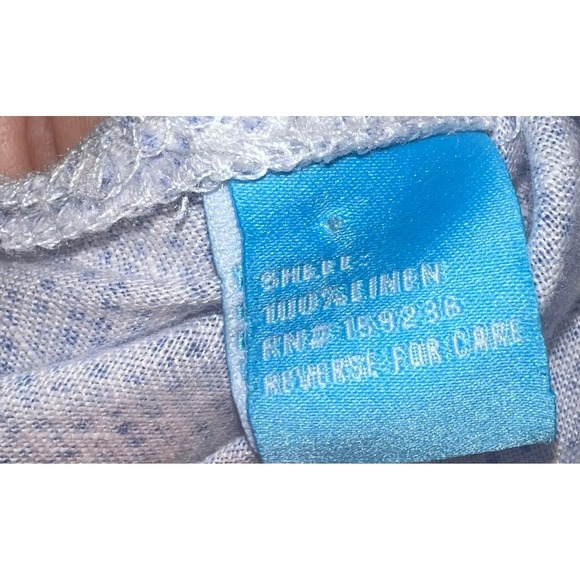 SHELL:
100% LINEN
RN# 159236
REVERSE FOR CARE